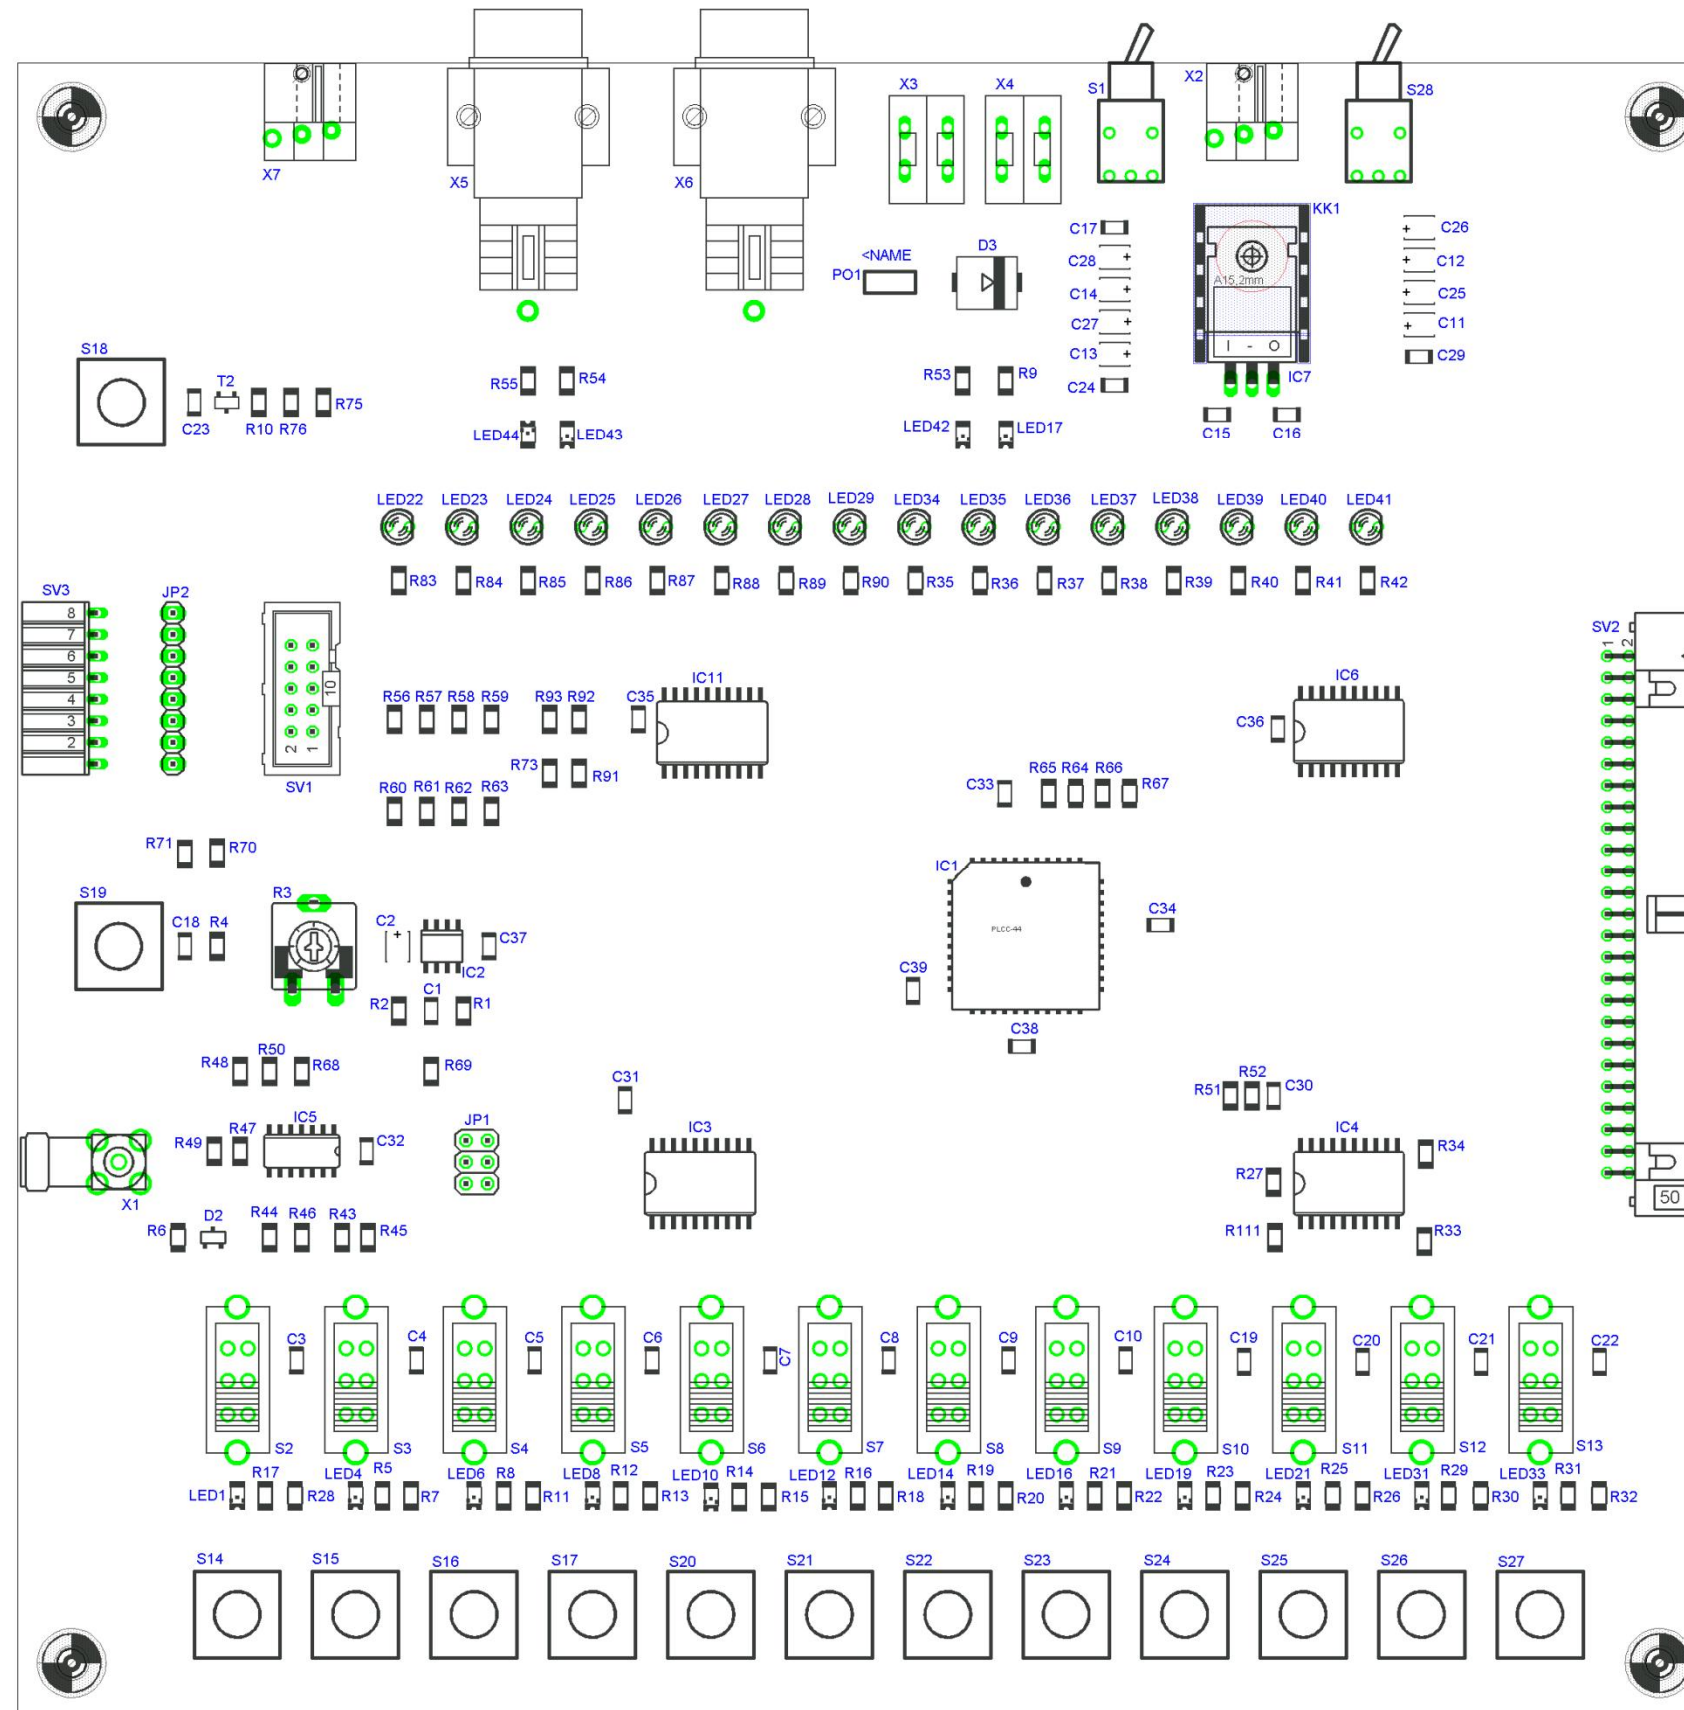 X3 X4 S1 X2 S28
X7 X5 X6
KK1
C17 C26
<NAME D3 C28 C12
PO1 A15,2mm
C14 C25
C27 C11
I - O
S18 C13 C29
T2 R55 R54 R53 R9 C24 IC7
R75
C23 R10 R76 LED44 LED43 LED42 LED17 C15 C16
LED22 LED23 LED24 LED25 LED26 LED27 LED28 LED29 LED34 LED35 LED36 LED37 LED38 LED39 LED40 LED41
R83 R84 R85 R86 R87 R88 R89 R90 R35 R36 R37 R38 R39 R40 R41 R42
SV3 JP2
8
7
6
5
4
3
2
10
2 1
SV1
SV2
1 2
IC11 IC6
R56 R57 R58 R59 R93 R92 C35 C36
R73 R91
R65 R64 R66
C33 R67
R60 R61 R62 R63
R71 R70
IC1
S19 R3
C2 C34
C18 R4 C37
PLCC-44
IC2 C39
R2 C1 R1
C38
R50
R48 R68 R69
R52
C31 R51 C30
IC5 JP1 IC3 IC4
R49 R47 C32 R34
R27
X1 50
D2
R6 R44 R46 R43 R45 R111 R33
C3 C4 C5 C6 C7 C8 C9 C10 C19 C20 C21 C22
S2 S3 S4 S5 S6 S7 S8 S9 S10 S11 S12 S13
R17 LED4 R5 LED6 R8 LED8 R12 LED10 R14 LED12 R16 LED14 R19 LED16 R21 LED19 R23 LED21 R25 LED31 R29 LED33 R31
LED1 R28 R7 R11 R13 R15 R18 R20 R22 R24 R26 R30 R32
S14 S15 S16 S17 S20 S21 S22 S23 S24 S25 S26 S27